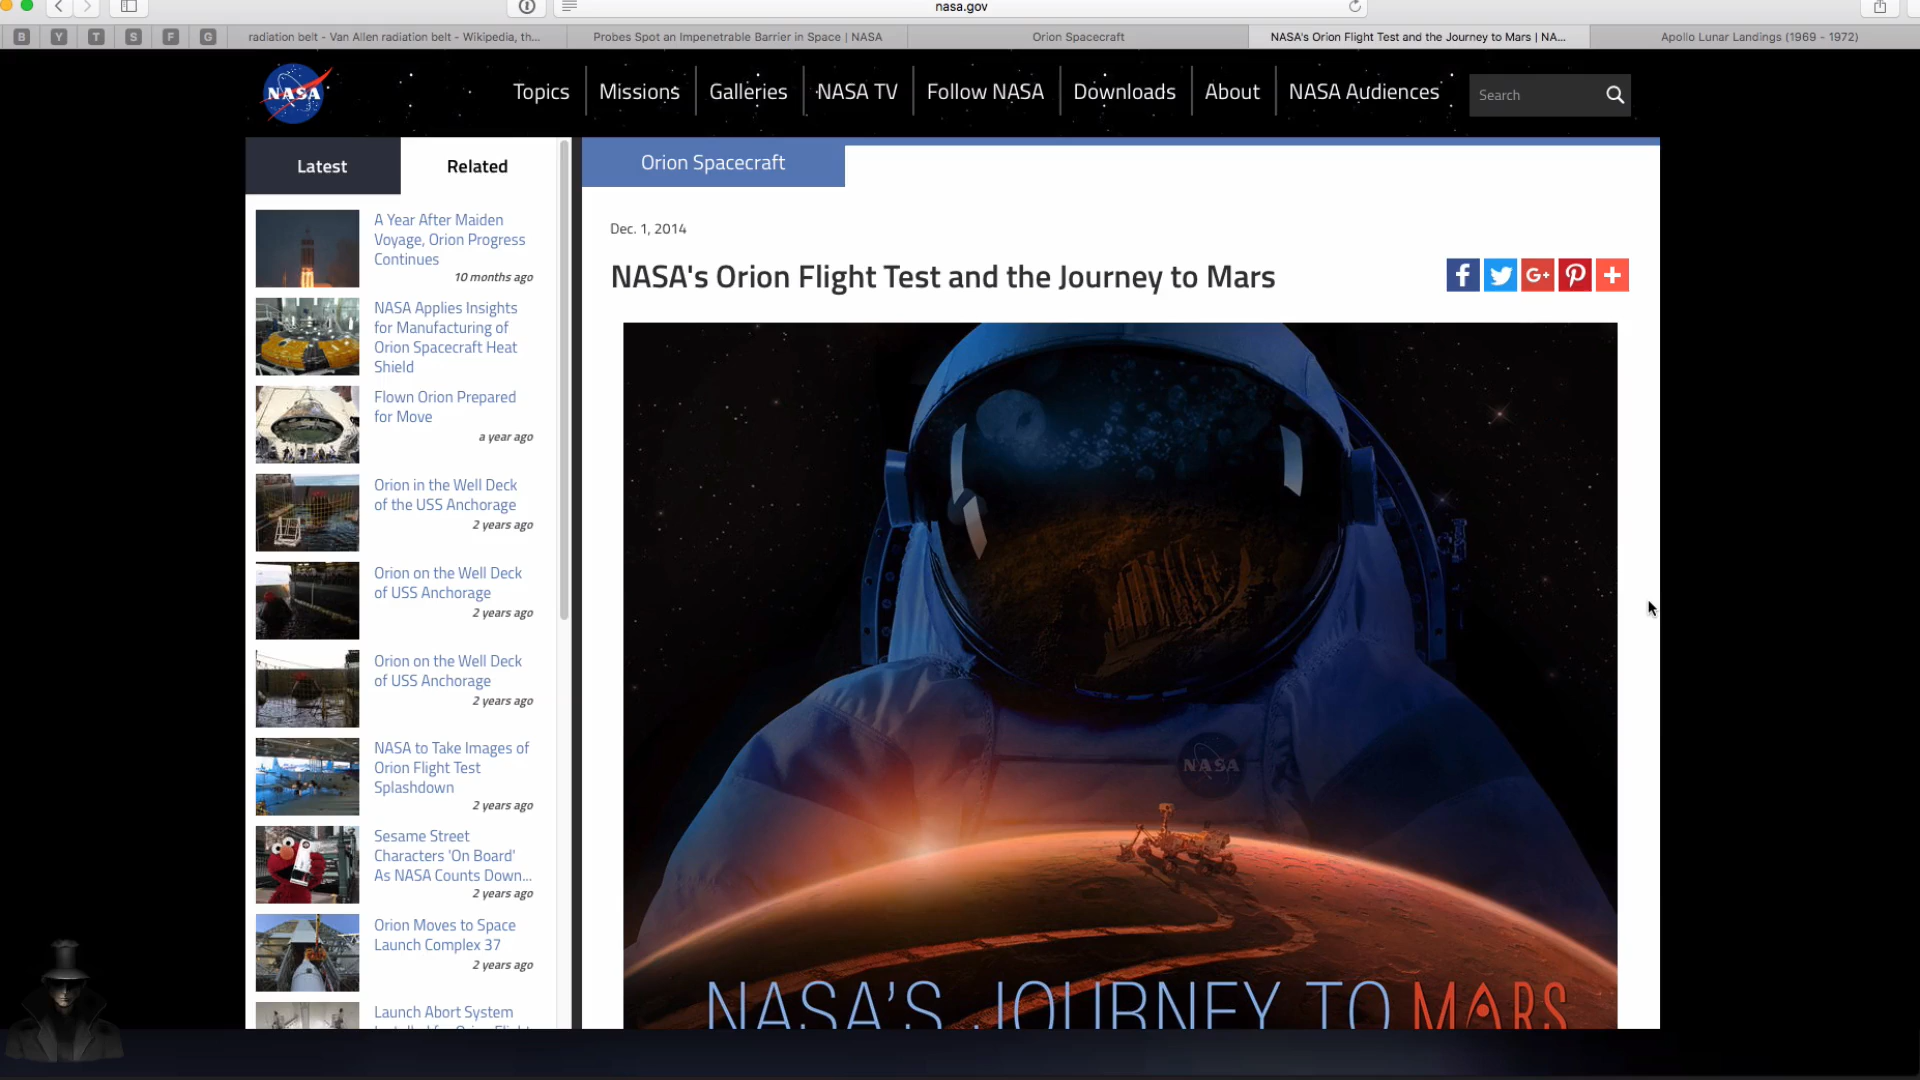 nasa.gov
B Y T S F G
radiation belt - Van Allen radiation belt - Wikipedia, th...
Probes Spot an Impenetrable Barrier in Space | NASA
Orion Spacecraft
NASA's Orion Flight Test and the Journey to Mars | NA...
Apollo Lunar Landings (1969 - 1972)
NASA
Topics
Missions
Galleries
NASA TV
Follow NASA
Downloads
About
NASA Audiences
Search
Latest
Related
A Year After Maiden
Voyage, Orion Progress
Continues
10 months ago
NASA Applies Insights
for Manufacturing of
Orion Spacecraft Heat
Shield
Flown Orion Prepared
for Move
a year ago
Orion in the Well Deck
of the USS Anchorage
2 years ago
Orion on the Well Deck
of USS Anchorage
2 years ago
Orion on the Well Deck
of USS Anchorage
2 years ago
NASA to Take Images of
Orion Flight Test
Splashdown
2 years ago
Sesame Street
Characters 'On Board'
As NASA Counts Down...
2 years ago
Orion Moves to Space
Launch Complex 37
2 years ago
Launch Abort System
Orion Spacecraft
Dec. 1, 2014
NASA's Orion Flight Test and the Journey to Mars
f
G+
NASA
NASA'S JOURNEY TO MARS